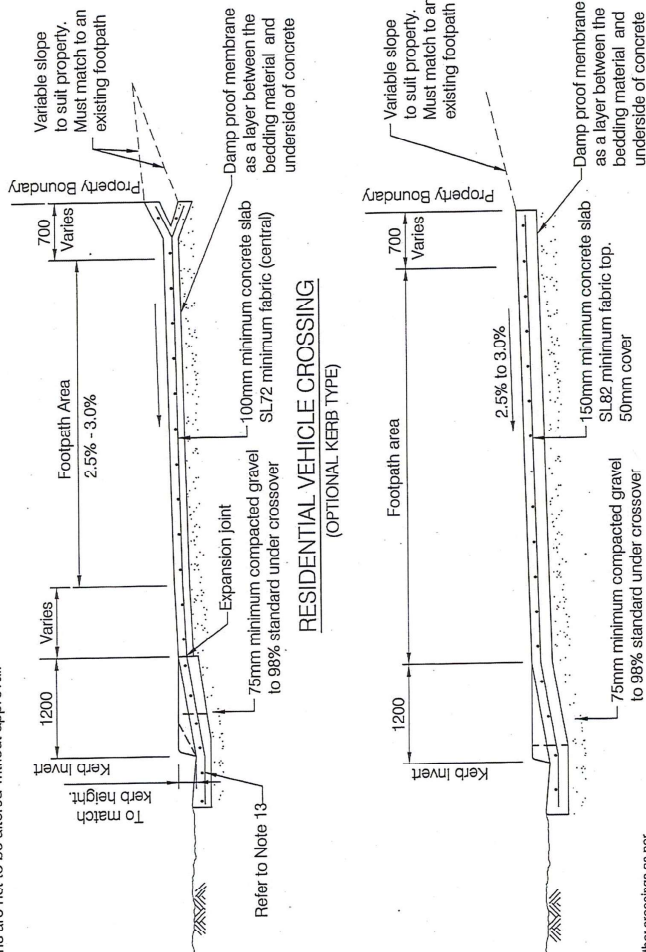 are not to be altered without approval.
Variable slope
to suit property.
Must match to an
existing footpath
Property Boundary
700
Varies
Footpath Area
2.5% - 3.0%
Varies
1200
Kerb Invert
To match
kerb height.
Refer to Note 13
Expansion joint
75mm minimum compacted gravel
to 98% standard under crossover
100mm minimum concrete slab
SL72 minimum fabric (central)
Damp proof membrane
as a layer between the
bedding material and
underside of concrete
RESIDENTIAL VEHICLE CROSSING
(OPTIONAL KERB TYPE)
Variable slope
to suit property.
Must match to an
existing footpath
Property Boundary
700
Varies
Footpath area
2.5% to 3.0%
1200
Kerb Invert
75mm minimum compacted gravel
to 98% standard under crossover
150mm minimum concrete slab
SL82 minimum fabric top.
50mm cover
Damp proof membrane
as a layer between the
bedding material and
underside of concrete
crossings as per